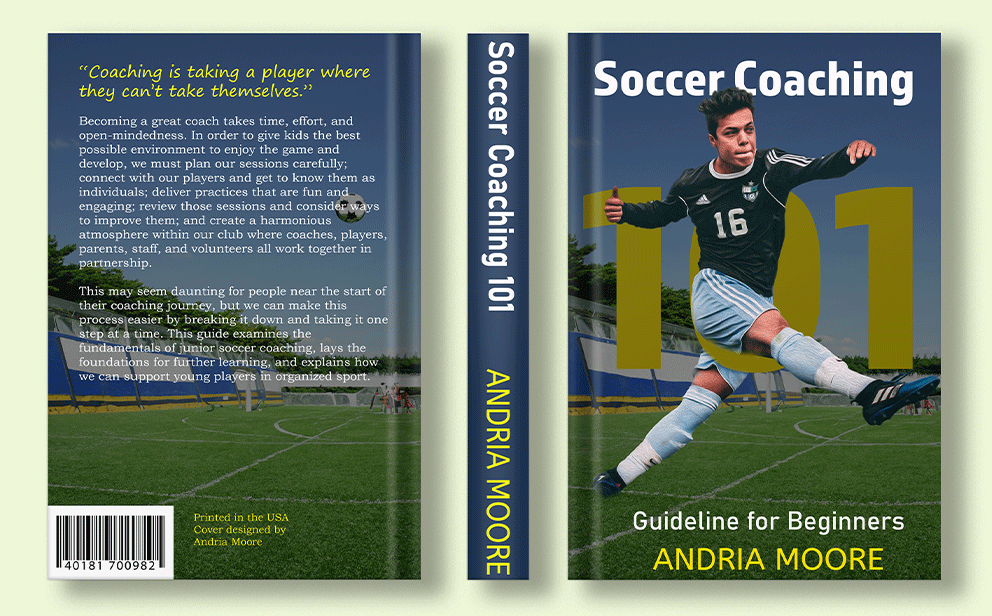 “Coaching is taking a player where
they can’t take themselves.”
Becoming a great coach takes time, effort, and
open-mindedness. In order to give kids the best
possible environment to enjoy the game and
develop, we must plan our sessions carefully;
connect with our players and get to know them as
individuals; deliver practices that are fun and
engaging; review those sessions and consider ways
to improve them; and create a harmonious
atmosphere within our club where coaches, players,
parents, staff, and volunteers all work together in
partnership.
This may seem daunting for people near the start of
their coaching journey, but we can make this
process easier by breaking it down and taking it one
step at a time. This guide examines the
fundamentals of junior soccer coaching, lays the
foundations for further learning, and explains how
we can support young players in organized sport.
40181 700982
Printed in the USA
Cover designed by
Andria Moore
Soccer Coaching 101
ANDRIA MOORE
Soccer Coaching
101
16
Guideline for Beginners
ANDRIA MOORE